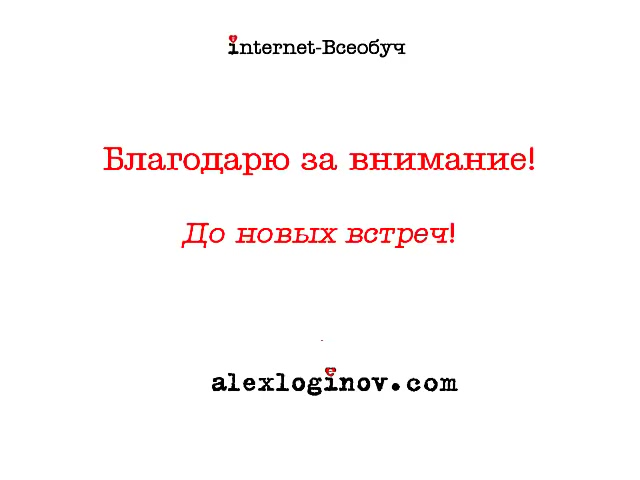 internet-Всеобуч
Благодарю за внимание!
До новых встреч!
alexloginov.com